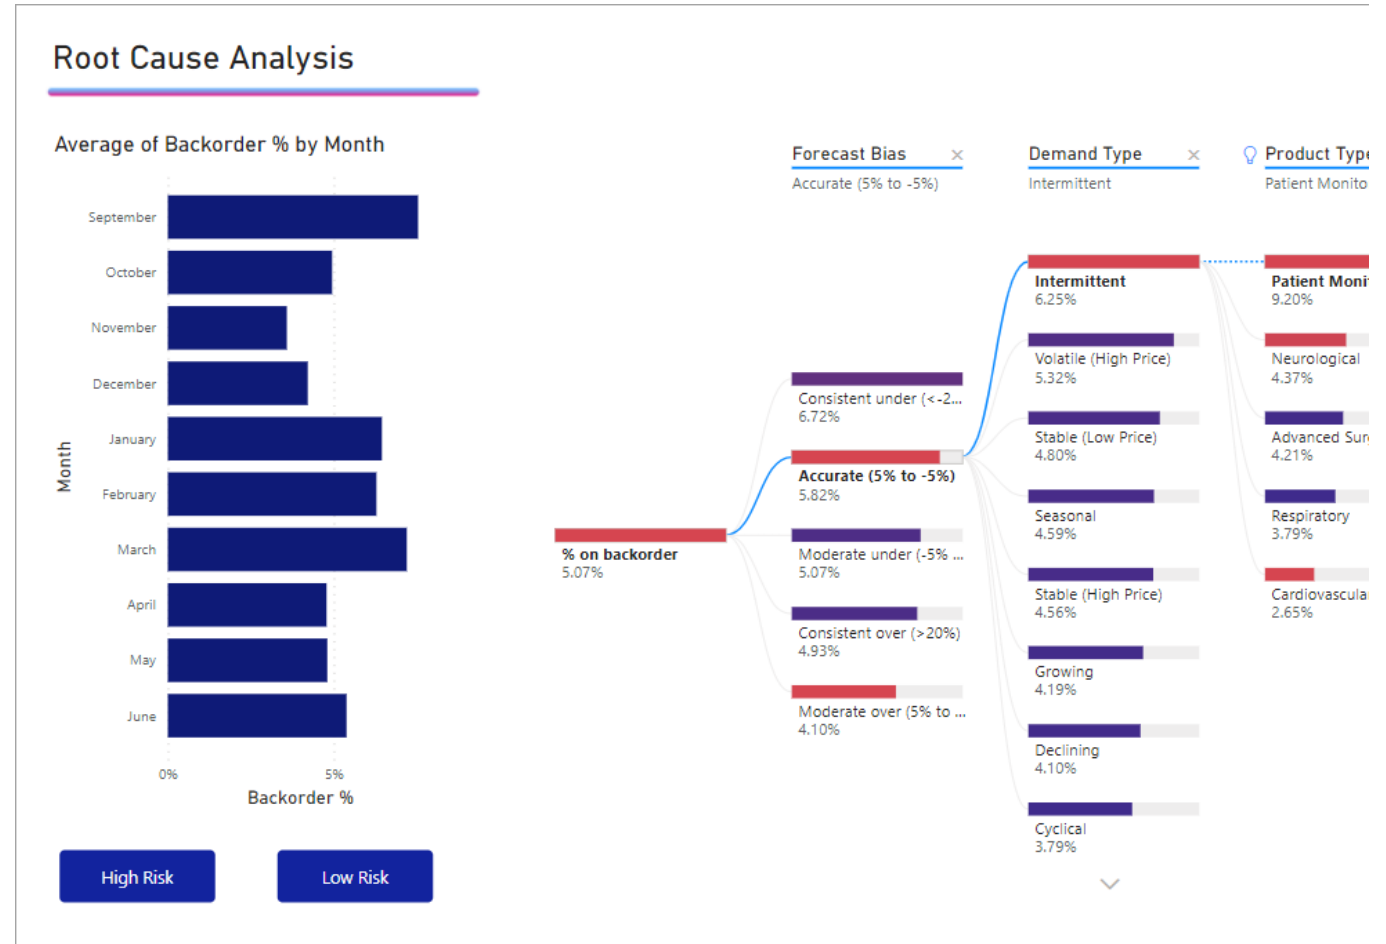 Root Cause Analysis
Average of Backorder % by Month
Month
September
October
November
December
January
February
March
April
May
June
0% 5%
Backorder %
High Risk
Low Risk
Forecast Bias ×
Accurate (5% to -5%)
Demand Type ×
Intermittent
Product Type
Patient Monito
% on backorder
5.07%
Consistent under (<-2...
6.72%
Accurate (5% to -5%)
5.82%
Moderate under (-5% ...
5.07%
Consistent over (>20%)
4.93%
Moderate over (5% to ...
4.10%
Intermittent
6.25%
Volatile (High Price)
5.32%
Stable (Low Price)
4.80%
Seasonal
4.59%
Stable (High Price)
4.56%
Growing
4.19%
Declining
4.10%
Cyclical
3.79%
Patient Moni
9.20%
Neurological
4.37%
Advanced Sur
4.21%
Respiratory
3.79%
Cardiovascula
2.65%